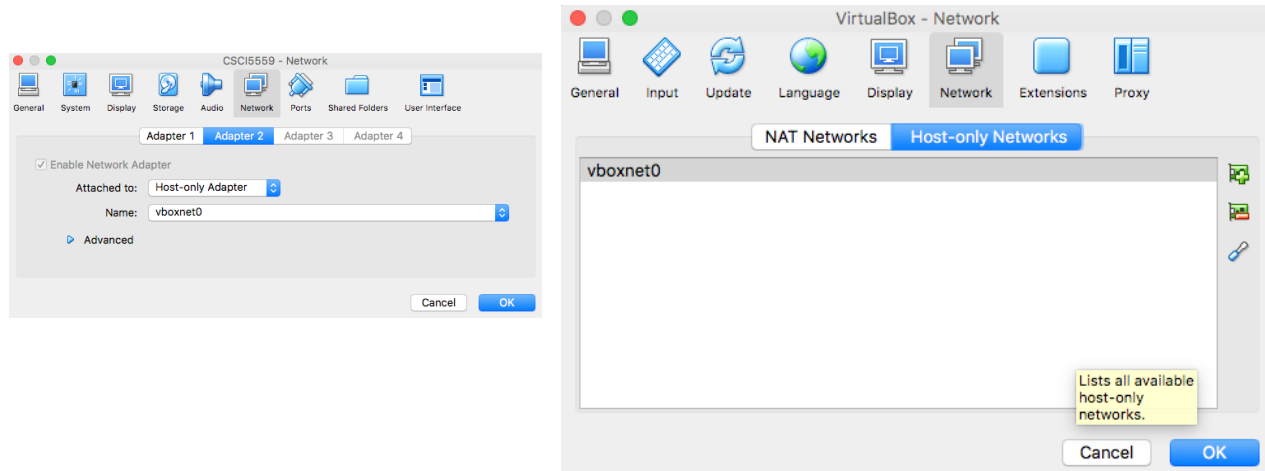 CSCI5559 - Network
General System Display Storage Audio Network Ports Shared Folders User Interface
Adapter 1 Adapter 2 Adapter 3 Adapter 4
Enable Network Adapter
Attached to: Host-only Adapter
Name: vboxnet0
Advanced
Cancel OK
VirtualBox - Network
General Input Update Language Display Network Extensions Proxy
NAT Networks Host-only Networks
vboxnet0
Lists all available
host-only
networks.
Cancel OK